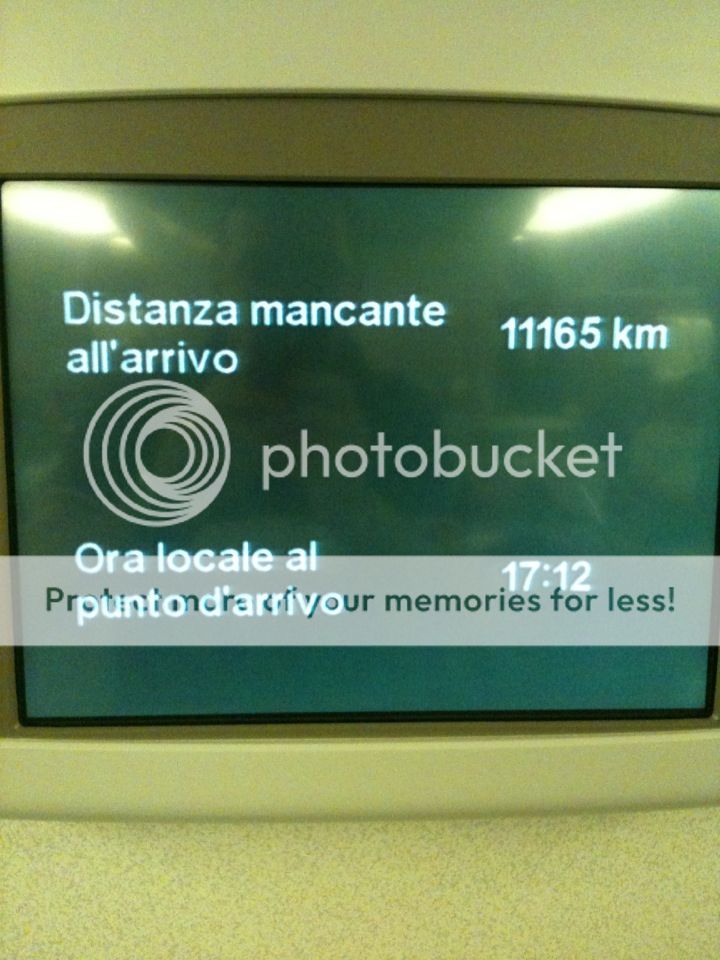 Distanza mancante
all'arrivo
11165 km
photobucket
Ora locale al
punto d'arrivo
17:12
Protect more of your memories for less!